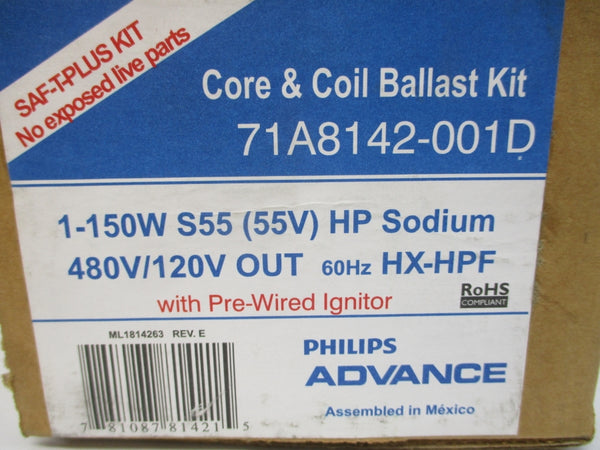 SAF-T-PLUS KIT
No exposed live parts
Core & Coil Ballast Kit
71A8142-001D
1-150W S55 (55V) HP Sodium
480V/120V OUT 60Hz HX-HPF
with Pre-Wired Ignitor
RoHS
COMPLIANT
ML1814263 REV. E
7 81087 81421 5
PHILIPS
ADVANCE
Assembled in México